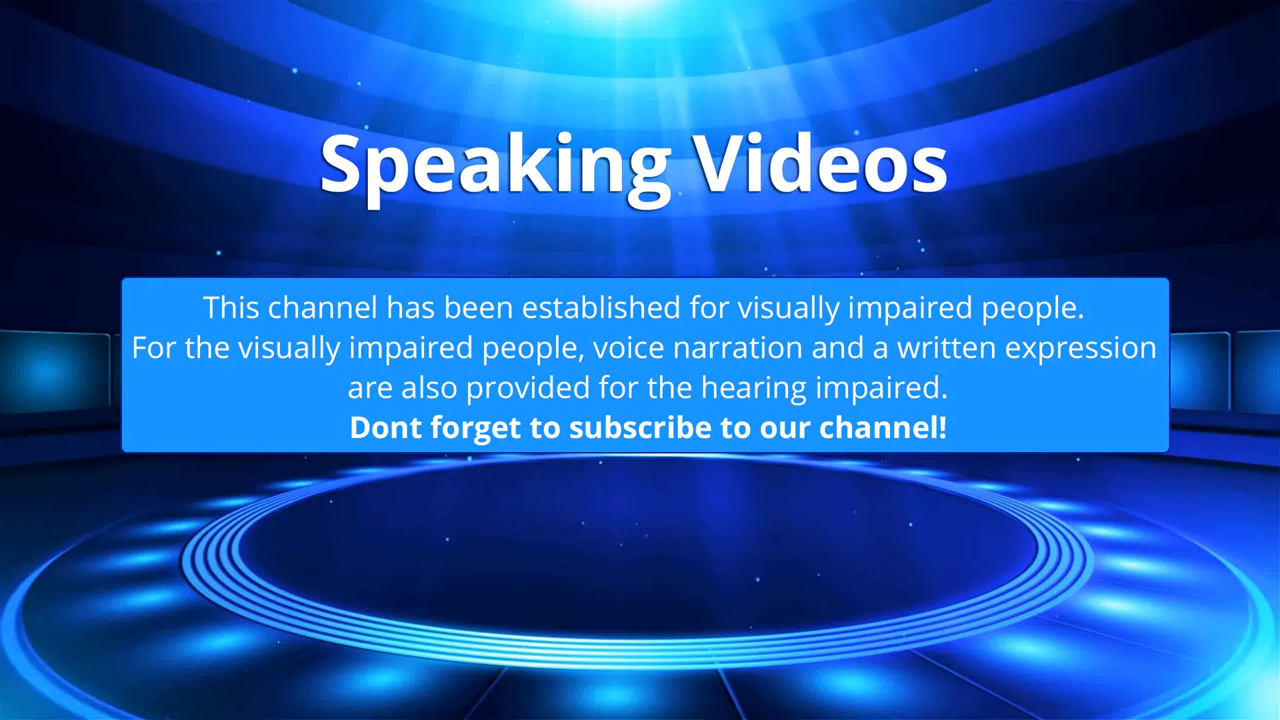 Speaking Videos
This channel has been established for visually impaired people.
For the visually impaired people, voice narration and a written expression
are also provided for the hearing impaired.
Dont forget to subscribe to our channel!